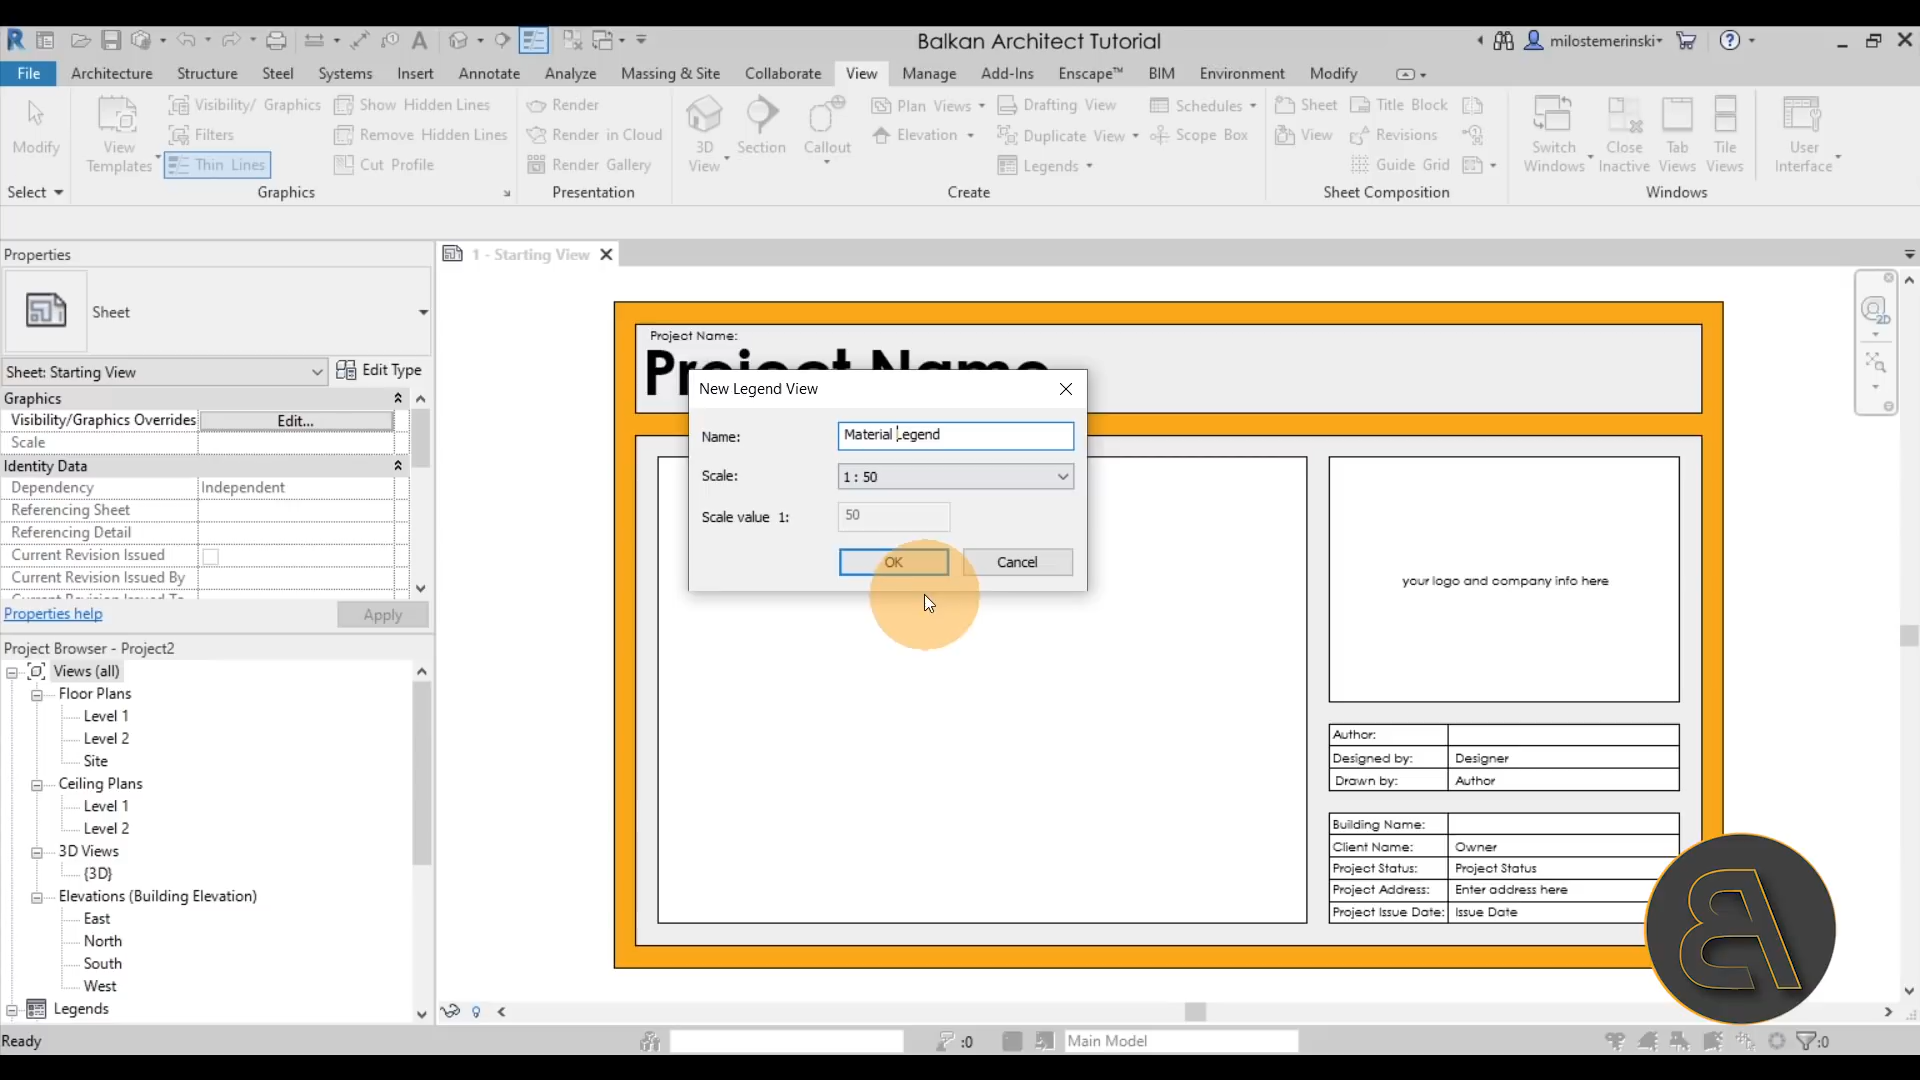 Balkan Architect Tutorial
milostemerinski
File Architecture Structure Steel Systems Insert Annotate Analyze Massing & Site Collaborate View Manage Add-Ins Enscape™ BIM Environment Modify
Modify
View Templates
Visibility/ Graphics
Filters
Thin Lines
Show Hidden Lines
Remove Hidden Lines
Cut Profile
Render
Render in Cloud
Render Gallery
3D View
Section
Callout
Plan Views
Elevation
Drafting View
Duplicate View
Legends
Schedules
Scope Box
Sheet
View
Title Block
Revisions
Guide Grid
Switch Windows
Close Inactive
Tab Views
Tile Views
User Interface
Select Graphics Presentation Create Sheet Composition Windows
Properties
1 - Starting View
Sheet
Sheet: Starting View
Edit Type
Graphics
Visibility/Graphics Overrides Edit...
Scale
Identity Data
Dependency Independent
Referencing Sheet
Referencing Detail
Current Revision Issued
Current Revision Issued By
Properties help
Apply
Project Browser - Project2
Views (all)
Floor Plans
Level 1
Level 2
Site
Ceiling Plans
Level 1
Level 2
3D Views
{3D}
Elevations (Building Elevation)
East
North
South
West
Legends
Project Name:
Project Name
New Legend View
Name: Material Legend
Scale: 1 : 50
Scale value 1: 50
OK Cancel
your logo and company info here
Author:
Designed by: Designer
Drawn by: Author
Building Name:
Client Name: Owner
Project Status: Project Status
Project Address: Enter address here
Project Issue Date: Issue Date
2D
Ready
:0
Main Model
:0